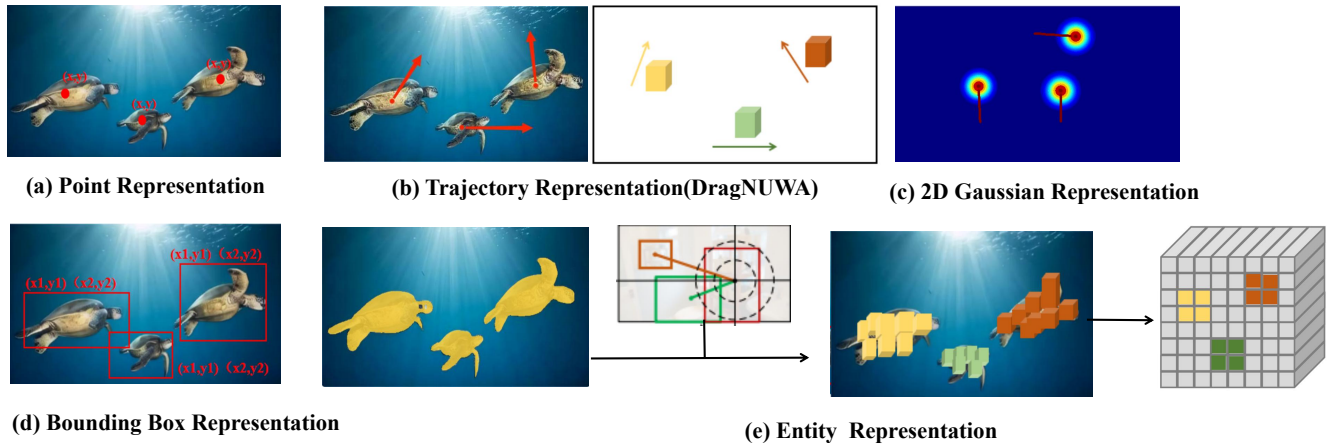 (x,y)
(x,y)
(x,y)
(a) Point Representation
(b) Trajectory Representation(DragNUWA)
(c) 2D Gaussian Representation
(x1,y1) (x2,y2)
(x1,y1) (x2,y2)
(x1,y1) (x2,y2)
(d) Bounding Box Representation
(e) Entity Representation